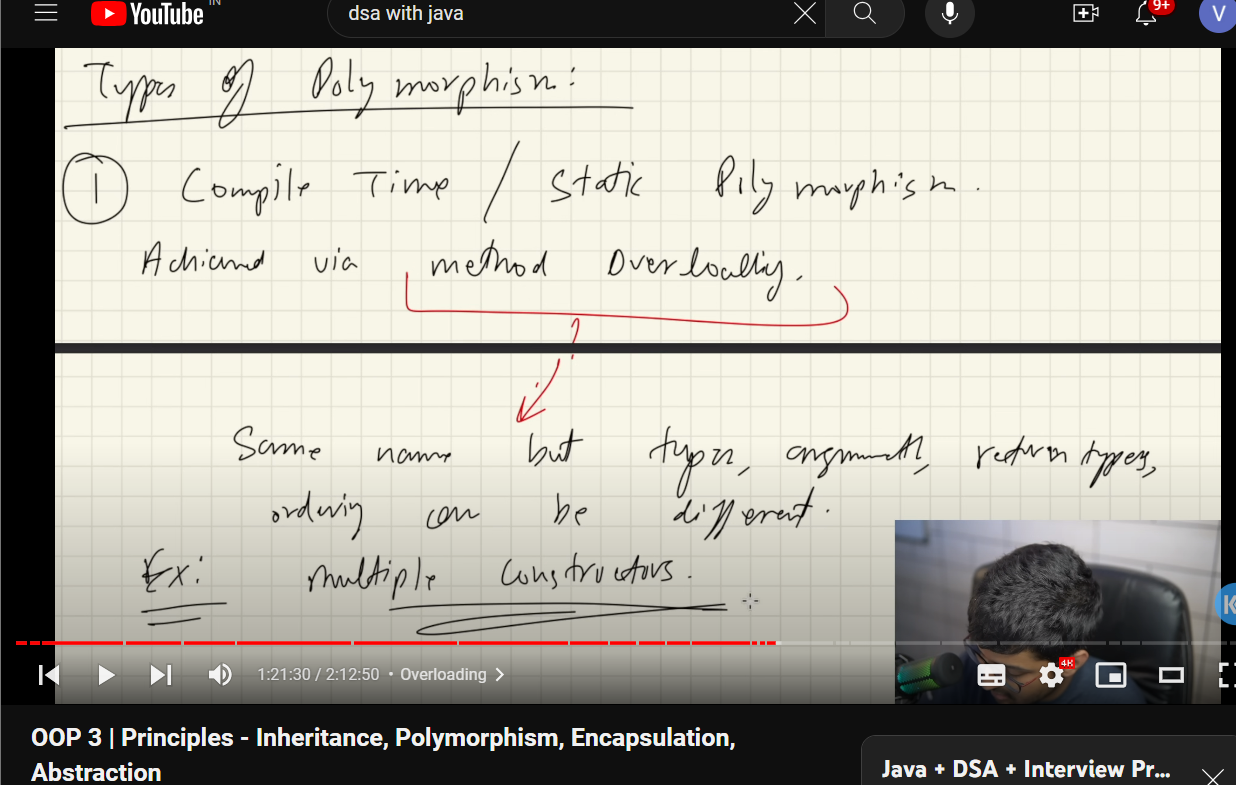 YouTube IN
dsa with java
9+
V
Types of Polymorphism:
1 Compile Time / Static Polymorphism.
Achieved via method Overloading.
Same name but types, arguments, return types,
ordering can be different.
Ex: multiple constructors.
K
1:21:30 / 2:12:50 • Overloading
4K
OOP 3 | Principles - Inheritance, Polymorphism, Encapsulation,
Abstraction
Java + DSA + Interview Pr...